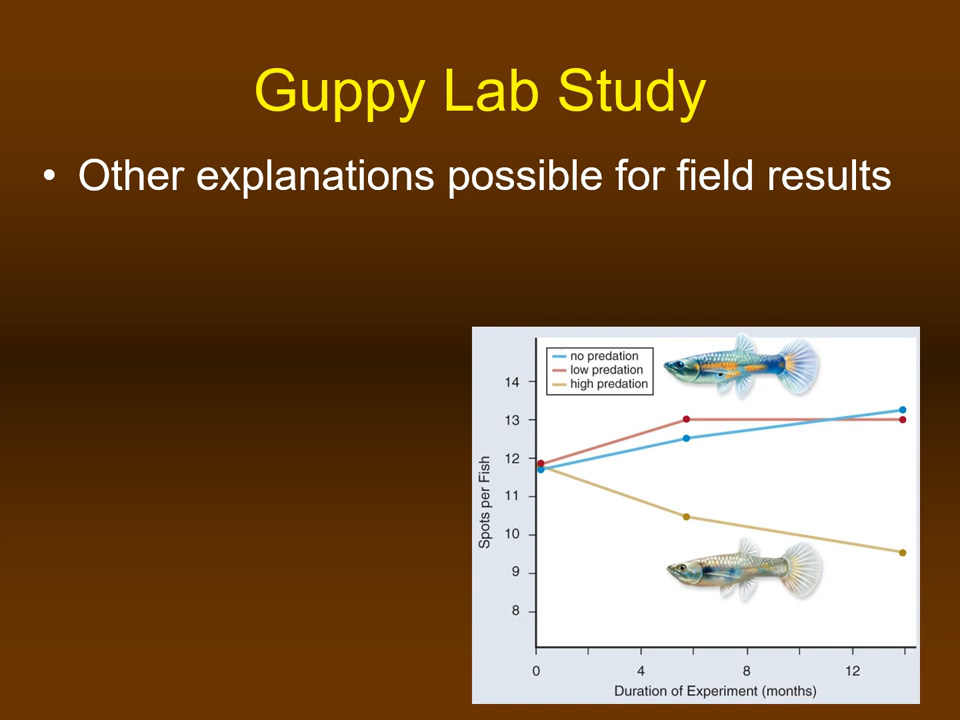 Guppy Lab Study
• Other explanations possible for field results
no predation
low predation
high predation
14
13
12
11
10
9
8
Spots per Fish
0 4 8 12
Duration of Experiment (months)